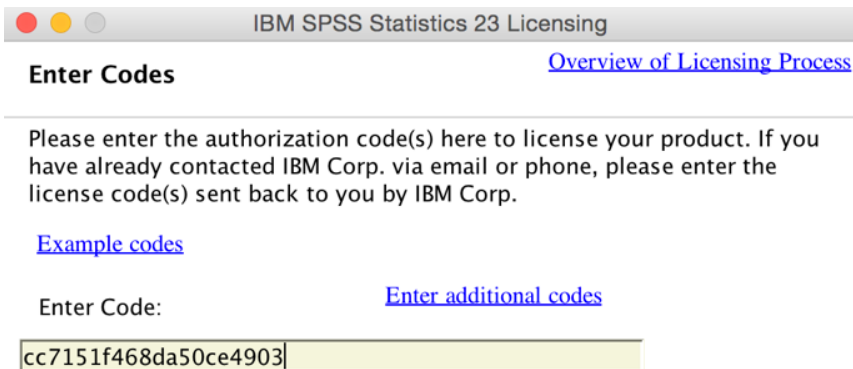 IBM SPSS Statistics 23 Licensing
Enter Codes
Overview of Licensing Process
Please enter the authorization code(s) here to license your product. If you
have already contacted IBM Corp. via email or phone, please enter the
license code(s) sent back to you by IBM Corp.
Example codes
Enter Code:
Enter additional codes
cc7151f468da50ce4903